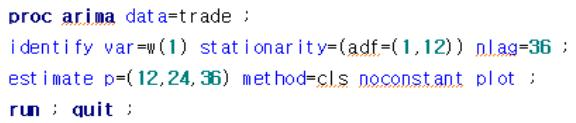 proc arima data=trade ;
identify var=w(1) stationarity=(adf=(1,12)) nlag=36 ;
estimate p=(12,24,36) method=cls noconstant plot ;
run ; quit ;